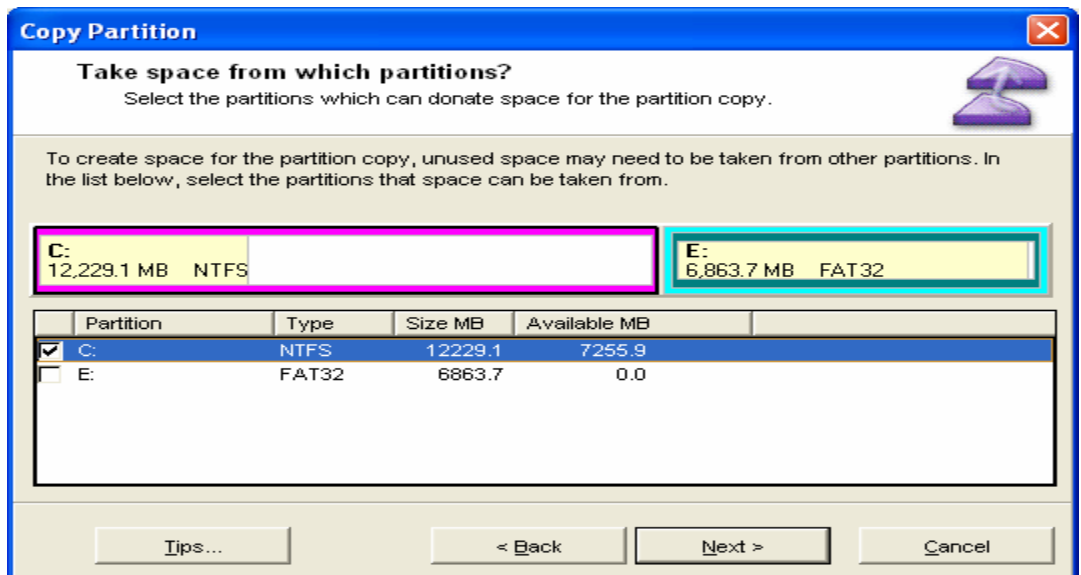 Copy Partition
Take space from which partitions?
Select the partitions which can donate space for the partition copy.
To create space for the partition copy, unused space may need to be taken from other partitions. In
the list below, select the partitions that space can be taken from.
C:
12,229.1 MB NTFS
E:
6,863.7 MB FAT32
Partition Type Size MB Available MB
C: NTFS 12229.1 7255.9
E: FAT32 6863.7 0.0
Tips... < Back Next > Cancel